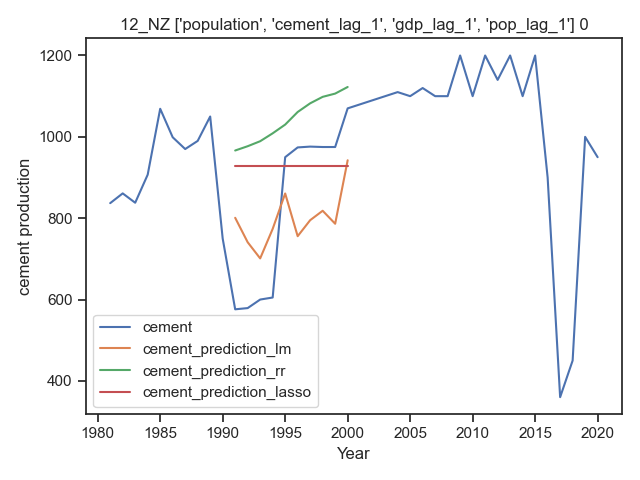 12_NZ ['population', 'cement_lag_1', 'gdp_lag_1', 'pop_lag_1'] 0
1200
1000
800
600
400
cement production
cement
cement_prediction_lm
cement_prediction_rr
cement_prediction_lasso
1980 1985 1990 1995 2000 2005 2010 2015 2020
Year